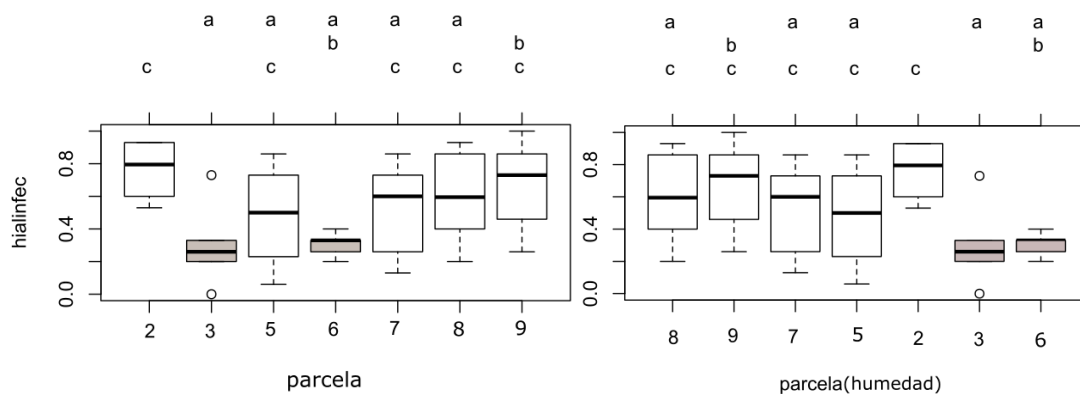 a a a a a
b b
c c c c c
hialinfec
0.8
0.4
0.0
2 3 5 6 7 8 9
parcela
a a a a a
b b
c c c c c
0.8
0.4
0.0
8 9 7 5 2 3 6
parcela(humedad)